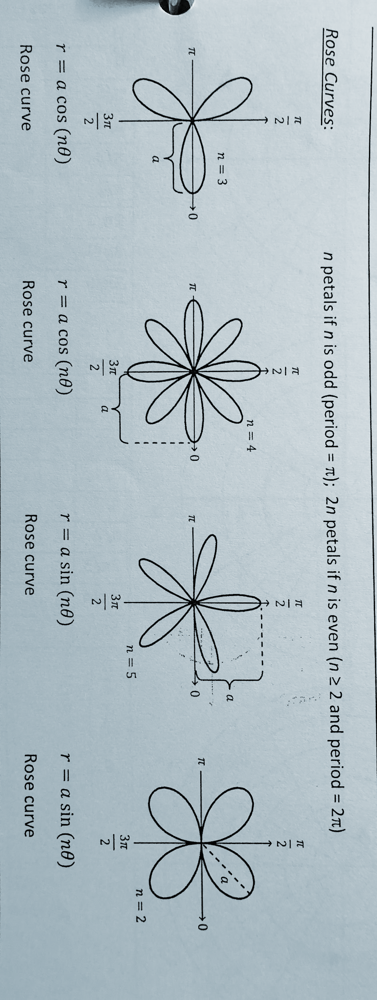 Rose Curves: n petals if n is odd (period = π); 2n petals if n is even (n ≥ 2 and period = 2π)
π/2
n = 3
π
0
a
3π/2
r = a cos (nθ)
Rose curve
π/2
n = 4
π
0
a
3π/2
r = a cos (nθ)
Rose curve
π/2
a
π
0
n = 5
3π/2
r = a sin (nθ)
Rose curve
π/2
a
π
0
n = 2
3π/2
r = a sin (nθ)
Rose curve